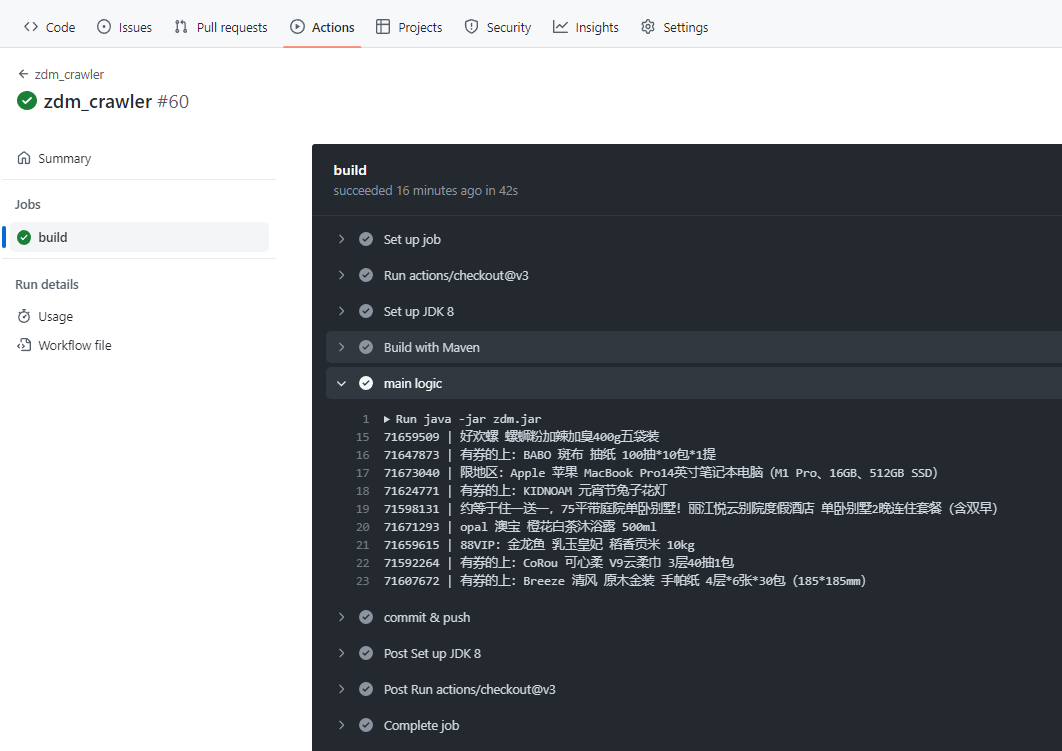 Code Issues Pull requests Actions Projects Security Insights Settings
zdm_crawler
zdm_crawler #60
Summary
Jobs
build
Run details
Usage
Workflow file
build
succeeded 16 minutes ago in 42s
Set up job
Run actions/checkout@v3
Set up JDK 8
Build with Maven
main logic
1 Run java -jar zdm.jar
15 71659509 | 好欢螺 螺蛳粉加辣加臭400g五袋装
16 71647873 | 有券的上：BABO 斑布 抽纸 100抽*10包*1提
17 71673040 | 限地区：Apple 苹果 MacBook Pro14英寸笔记本电脑（M1 Pro、16GB、512GB SSD）
18 71624771 | 有券的上：KIDNOAM 元宵节兔子花灯
19 71598131 | 约等于住一送一，75平带庭院单卧别墅！丽江悦云别院度假酒店 单卧别墅2晚连住套餐（含双早）
20 71671293 | opal 澳宝 橙花白茶沐浴露 500ml
21 71659615 | 88VIP：金龙鱼 乳玉皇妃 稻香贡米 10kg
22 71592264 | 有券的上：CoRou 可心柔 V9云柔巾 3层40抽1包
23 71607672 | 有券的上：Breeze 清风 原木金装 手帕纸 4层*6张*30包（185*185mm）
commit & push
Post Set up JDK 8
Post Run actions/checkout@v3
Complete job